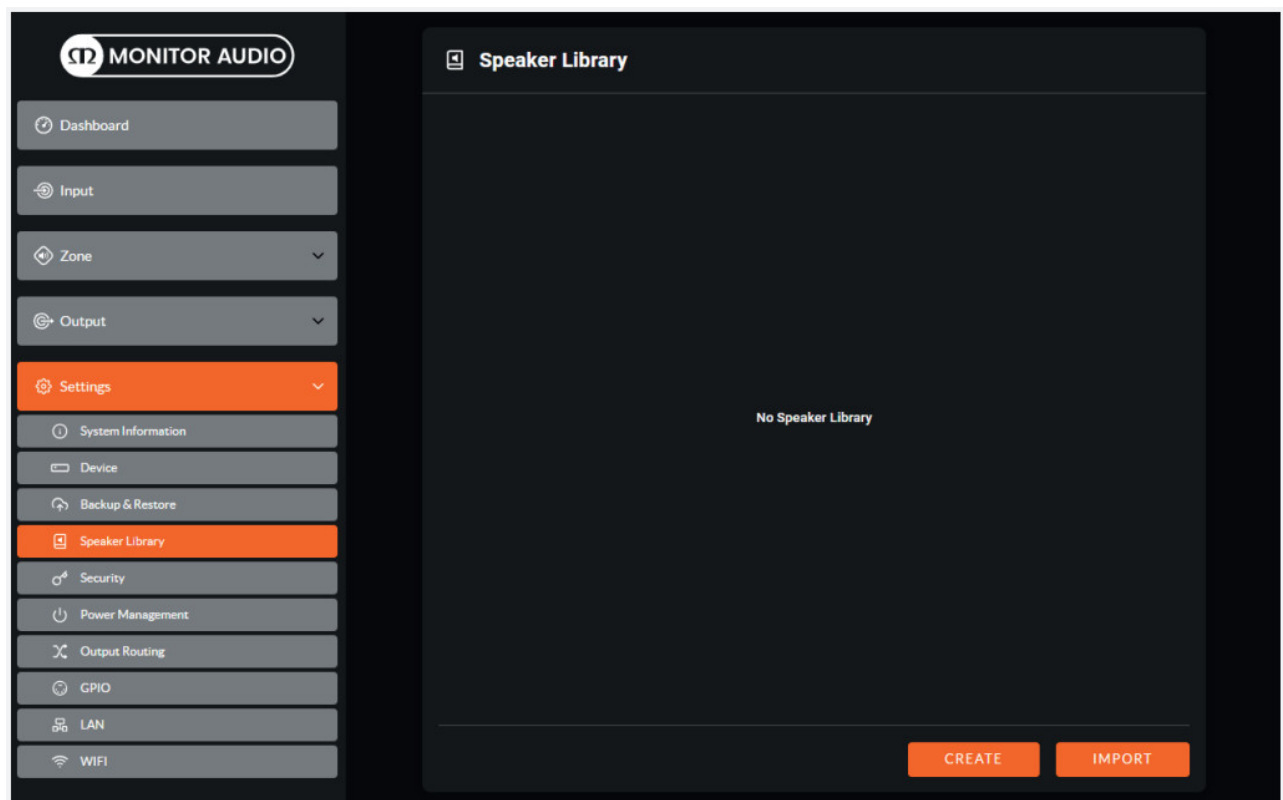 MONITOR AUDIO
Dashboard
Input
Zone
Output
Settings
System Information
Device
Backup & Restore
Speaker Library
Security
Power Management
Output Routing
GPIO
LAN
WIFI
Speaker Library
No Speaker Library
CREATE
IMPORT